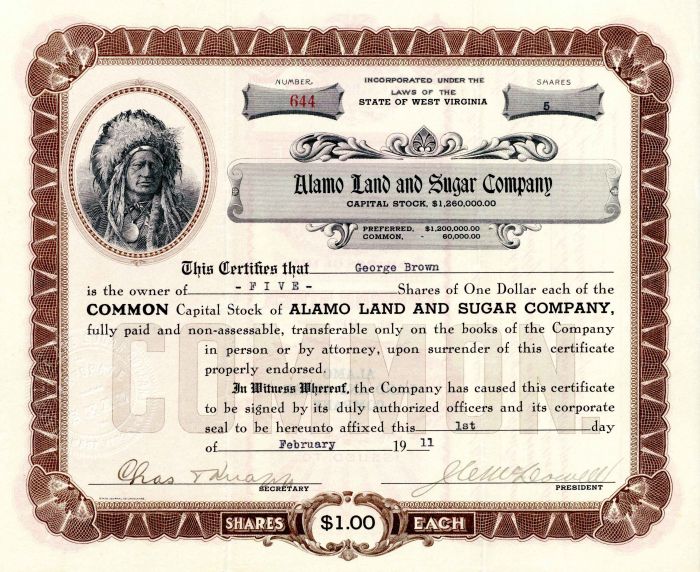 NUMBER
644
INCORPORATED UNDER THE
LAWS OF THE
STATE OF WEST VIRGINIA
SHARES
5
Alamo Land and Sugar Company
CAPITAL STOCK, $1,260,000.00
PREFERRED, $1,200,000.00
COMMON, - 60,000.00
This Certifies that George Brown
is the owner of - FIVE - Shares of One Dollar each of the
COMMON Capital Stock of ALAMO LAND AND SUGAR COMPANY,
fully paid and non-assessable, transferable only on the books of the Company
in person or by attorney, upon surrender of this certificate
properly endorsed.
In Witness Whereof, the Company has caused this certificate
to be signed by its duly authorized officers and its corporate
seal to be hereunto affixed this 1st day
of February 1911
COMMON.
Chas
SECRETARY
PRESIDENT
SHARES $1.00 EACH